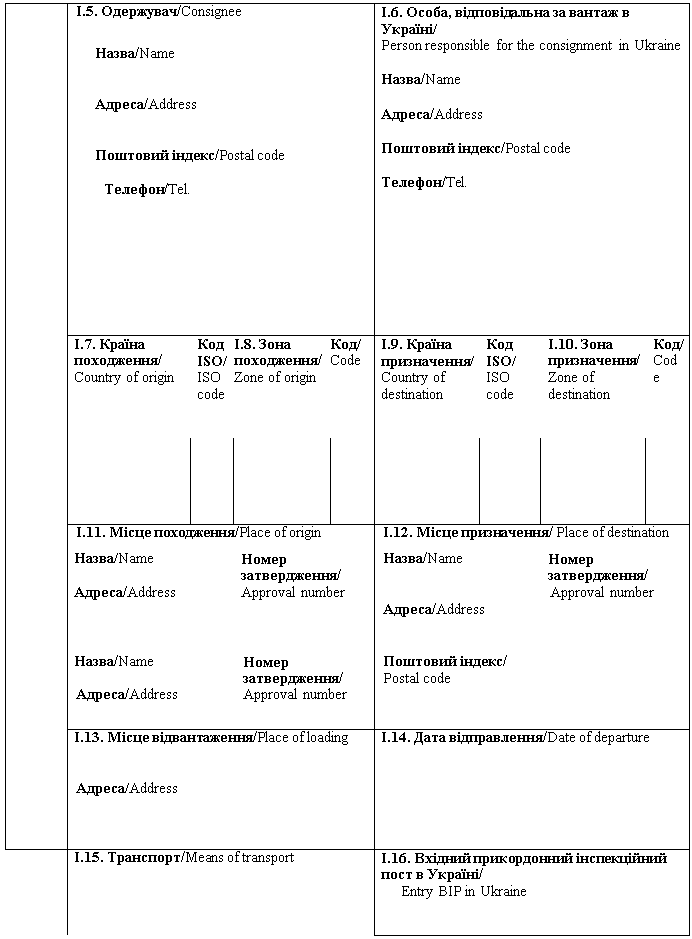 I.5. Одержувач/Consignee
Назва/Name
Адреса/Address
Поштовий індекс/Postal code
Телефон/Tel.
I.6. Особа, відповідальна за вантаж в
Україні/
Person responsible for the consignment in Ukraine
Назва/Name
Адреса/Address
Поштовий індекс/Postal code
Телефон/Tel.
I.7. Країна
походження/
Country of origin
Код
ISO/
ISO
code
I.8. Зона
походження/
Zone of origin
Код/
Code
I.9. Країна
призначення/
Country of
destination
Код
ISO/
ISO
code
I.10. Зона
призначення/
Zone of
destination
Код/
Cod
e
I.11. Місце походження/Place of origin
Назва/Name
Номер
затвердження/
Адреса/Address
Approval number
Назва/Name
Номер
затвердження/
Адреса/Address
Approval number
I.12. Місце призначення/ Place of destination
Назва/Name
Номер
затвердження/
Approval number
Адреса/Address
Поштовий індекс/
Postal code
I.13. Місце відвантаження/Place of loading
Адреса/Address
I.14. Дата відправлення/Date of departure
I.15. Транспорт/Means of transport
I.16. Вхідний прикордонний інспекційний
пост в Україні/
Entry BIP in Ukraine